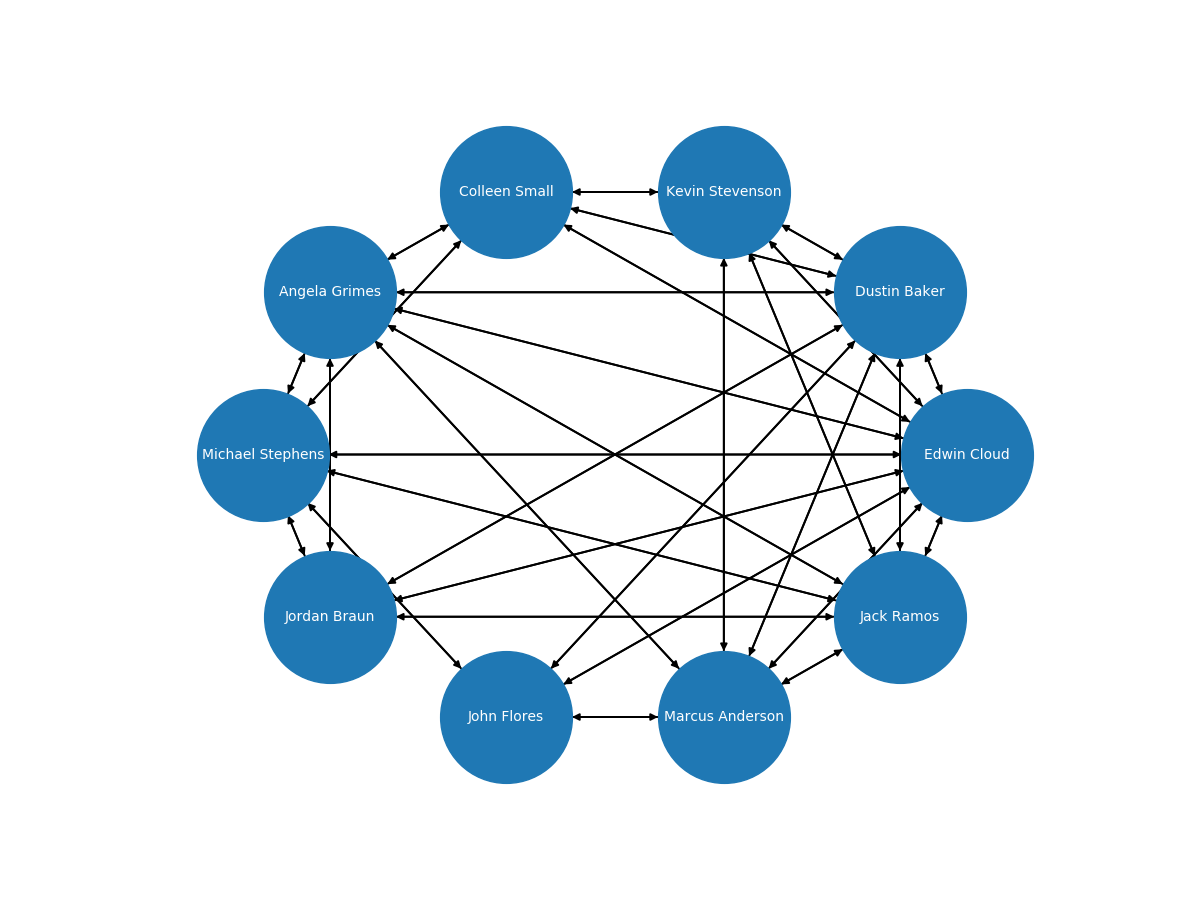 Colleen Small
Kevin Stevenson
Angela Grimes
Dustin Baker
Michael Stephens
Edwin Cloud
Jordan Braun
Jack Ramos
John Flores
Marcus Anderson